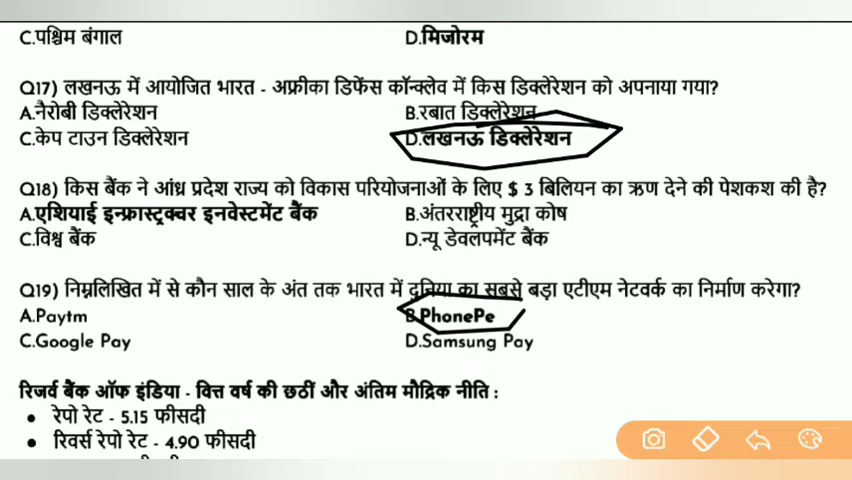 C.पश्चिम बंगाल D.मिजोरम
Q17) लखनऊ में आयोजित भारत - अफ्रीका डिफेंस कॉन्क्लेव में किस डिक्लेरेशन को अपनाया गया?
A.नैरोबी डिक्लेरेशन B.रबात डिक्लेरेशन
C.केप टाउन डिक्लेरेशन D.लखनऊ डिक्लेरेशन
Q18) किस बैंक ने आंध्र प्रदेश राज्य को विकास परियोजनाओं के लिए $ 3 बिलियन का ऋण देने की पेशकश की है?
A.एशियाई इन्फ्रास्ट्रक्चर इनवेस्टमेंट बैंक B.अंतरराष्ट्रीय मुद्रा कोष
C.विश्व बैंक D.न्यू डेवलपमेंट बैंक
Q19) निम्नलिखित में से कौन साल के अंत तक भारत में दुनिया का सबसे बड़ा एटीएम नेटवर्क का निर्माण करेगा?
A.Paytm B.PhonePe
C.Google Pay D.Samsung Pay
रिजर्व बैंक ऑफ इंडिया - वित्त वर्ष की छठीं और अंतिम मौद्रिक नीति :
• रेपो रेट - 5.15 फीसदी
• रिवर्स रेपो रेट - 4.90 फीसदी